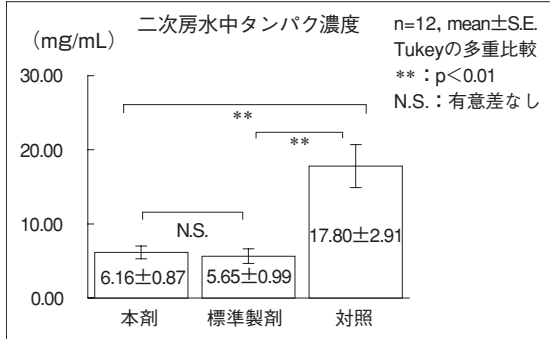 二次房水中タンパク濃度
n=12, mean±S.E.
Tukeyの多重比較
**：p＜0.01
N.S.：有意差なし
(mg/mL)
30.00
20.00
10.00
0.00
**
**
N.S.
6.16±0.87
5.65±0.99
17.80±2.91
本剤
標準製剤
対照